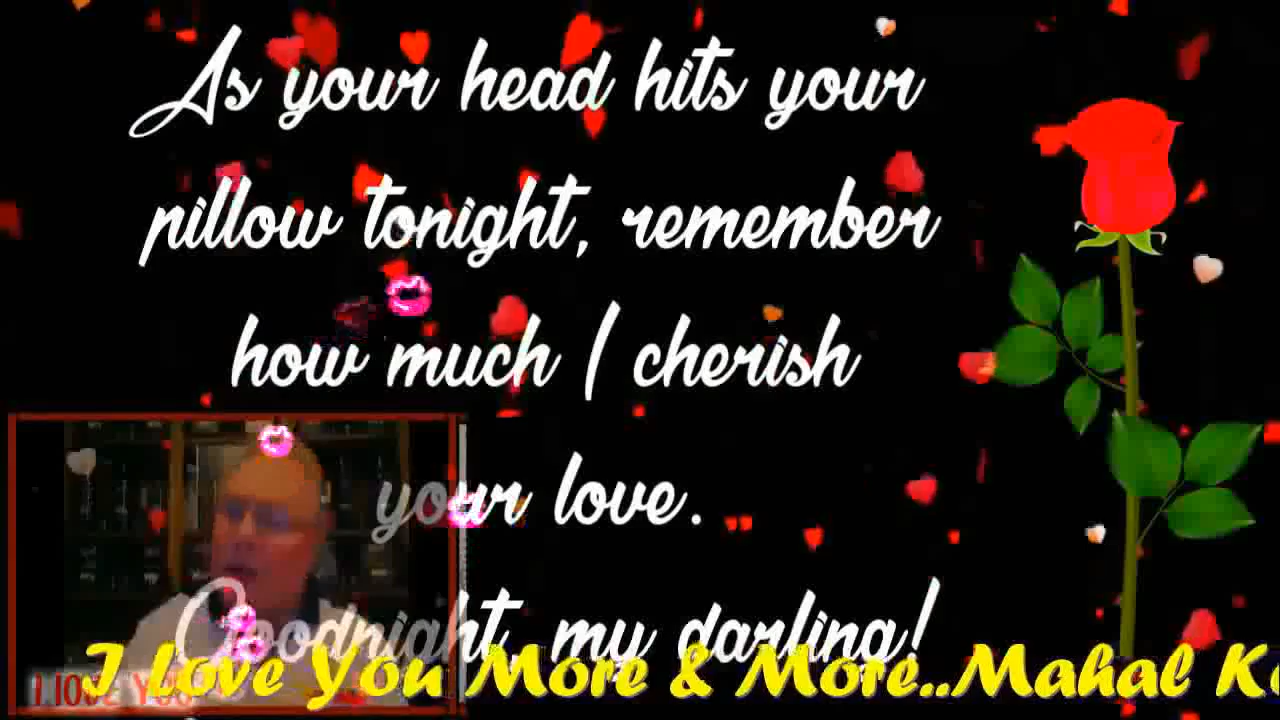 As your head hits your
pillow tonight, remember
how much I cherish
your love.
Goodnight, my darling!
I Love You More & More..Mahal K
I LOVE YOU